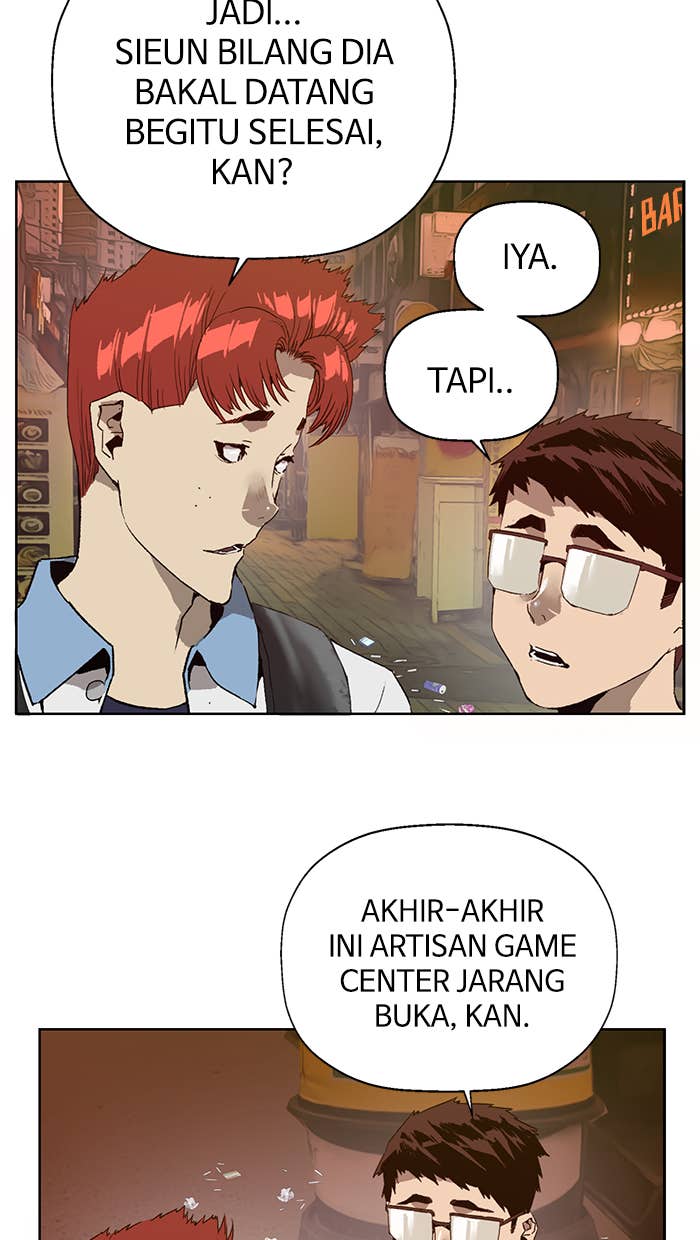 JADI...
SIEUN BILANG DIA
BAKAL DATANG
BEGITU SELESAI,
KAN?
BAR
IYA.
TAPI..
AKHIR-AKHIR
INI ARTISAN GAME
CENTER JARANG
BUKA, KAN.